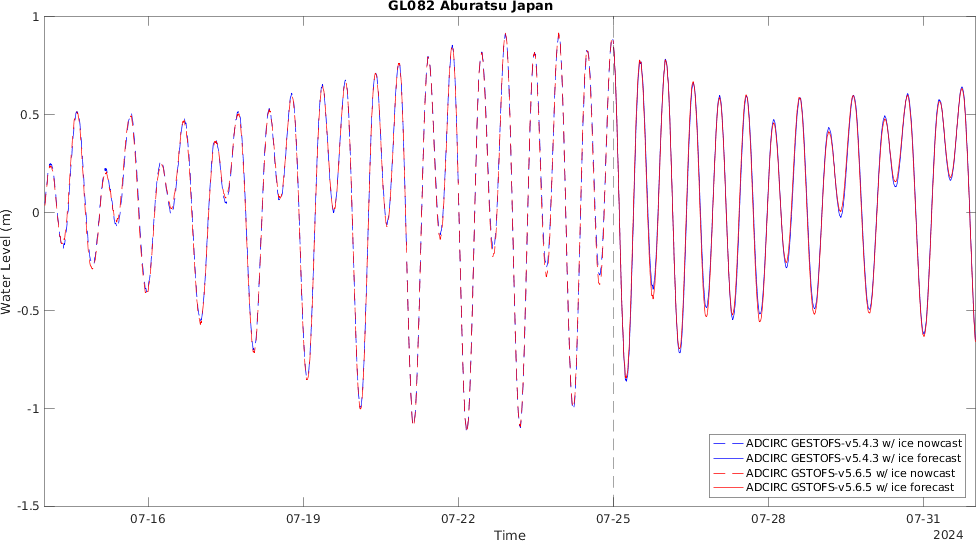 GL082 Aburatsu Japan
Water Level (m)
1
0.5
0
-0.5
-1
-1.5
ADCIRC GESTOFS-v5.4.3 w/ ice nowcast
ADCIRC GESTOFS-v5.4.3 w/ ice forecast
ADCIRC GSTOFS-v5.6.5 w/ ice nowcast
ADCIRC GSTOFS-v5.6.5 w/ ice forecast
07-16 07-19 07-22 07-25 07-28 07-31
Time 2024